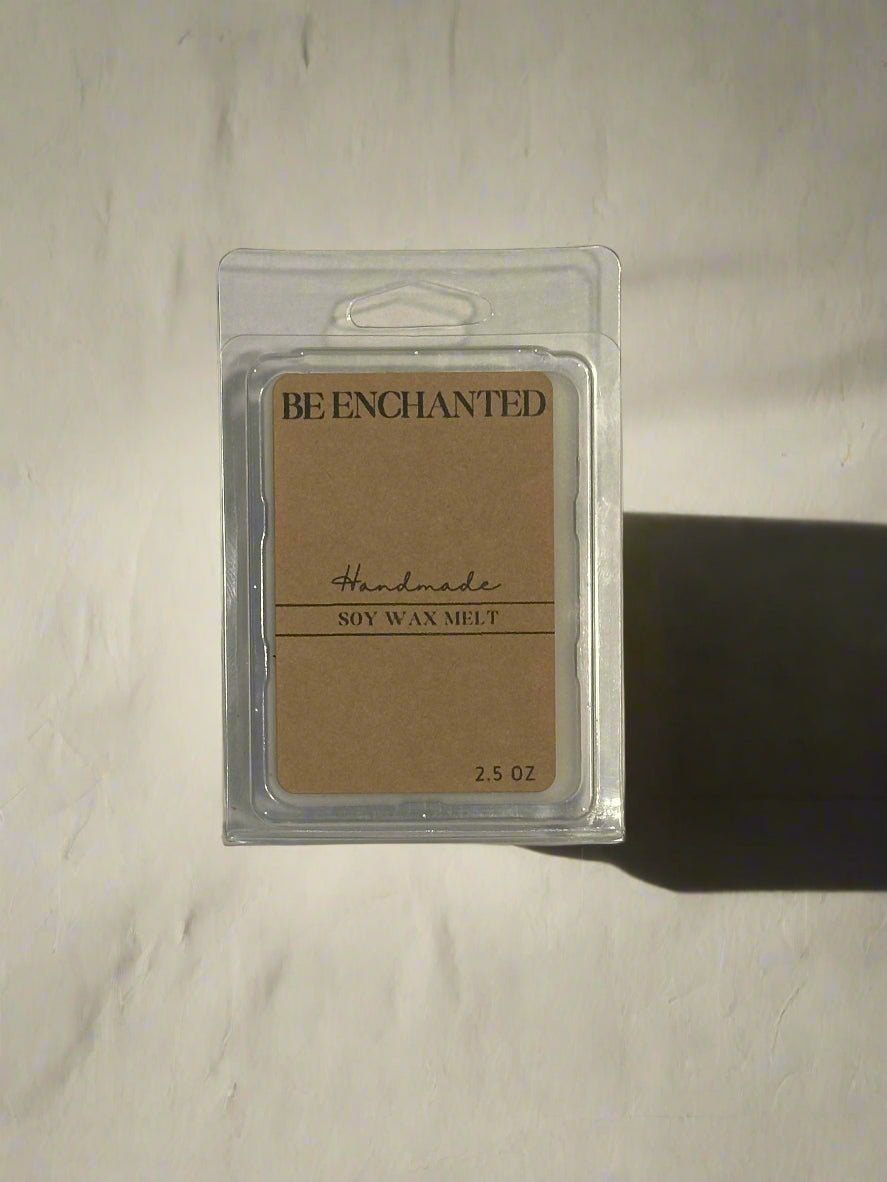 BE ENCHANTED
Handmade
SOY WAX MELT
2.5 OZ